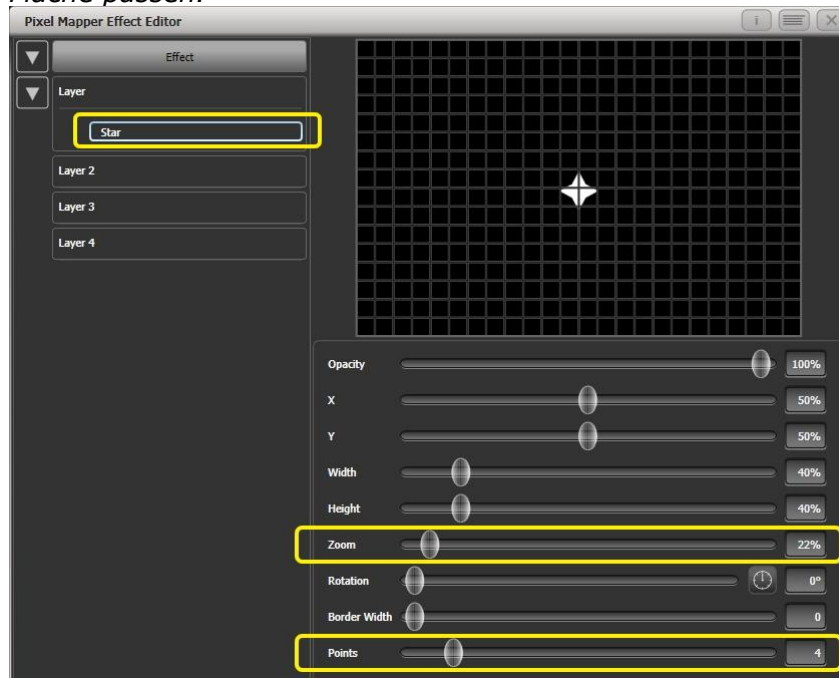 Fläche passen.
Pixel Mapper Effect Editor
i
Effect
Layer
Star
Layer 2
Layer 3
Layer 4
Opacity 100%
X 50%
Y 50%
Width 40%
Height 40%
Zoom 22%
Rotation 0°
Border Width 0
Points 4